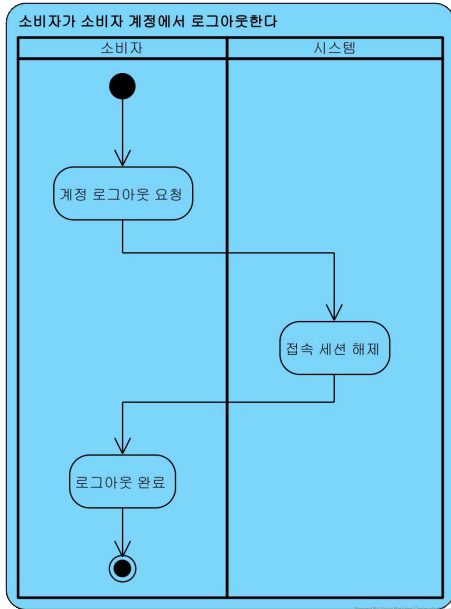 소비자가 소비자 계정에서 로그아웃한다
소비자
시스템
계정 로그아웃 요청
접속 세션 해제
로그아웃 완료